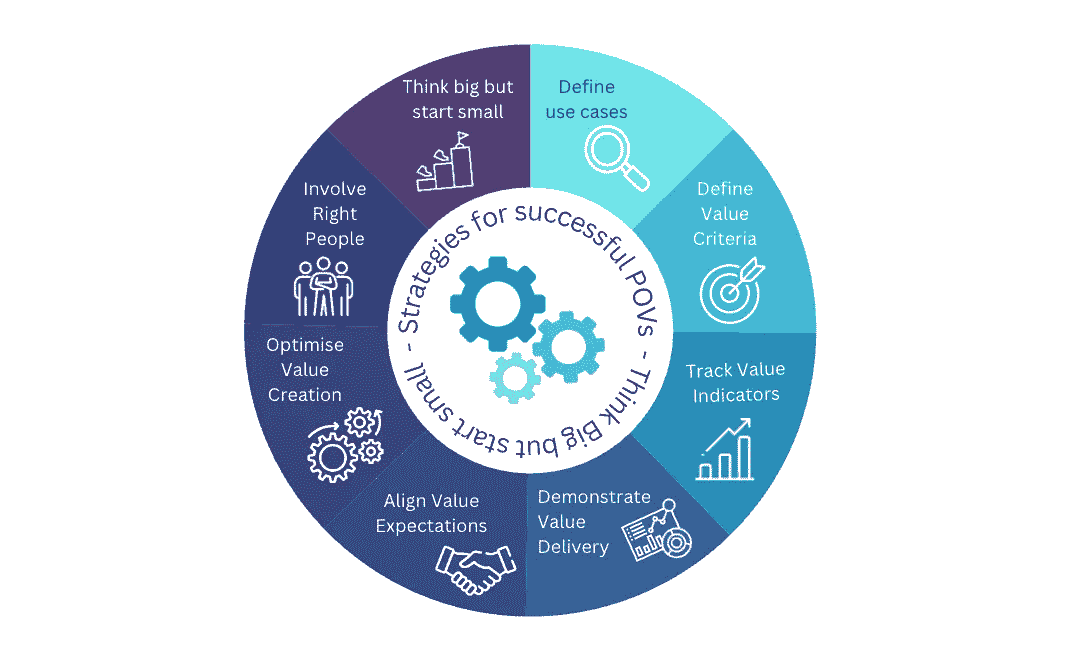 Think big but
start small
Define
use cases
Define
Value
Criteria
Track Value
Indicators
Demonstrate
Value
Delivery
Align Value
Expectations
Optimise
Value
Creation
Involve
Right
People
Strategies for successful POVs - Think Big but start small -